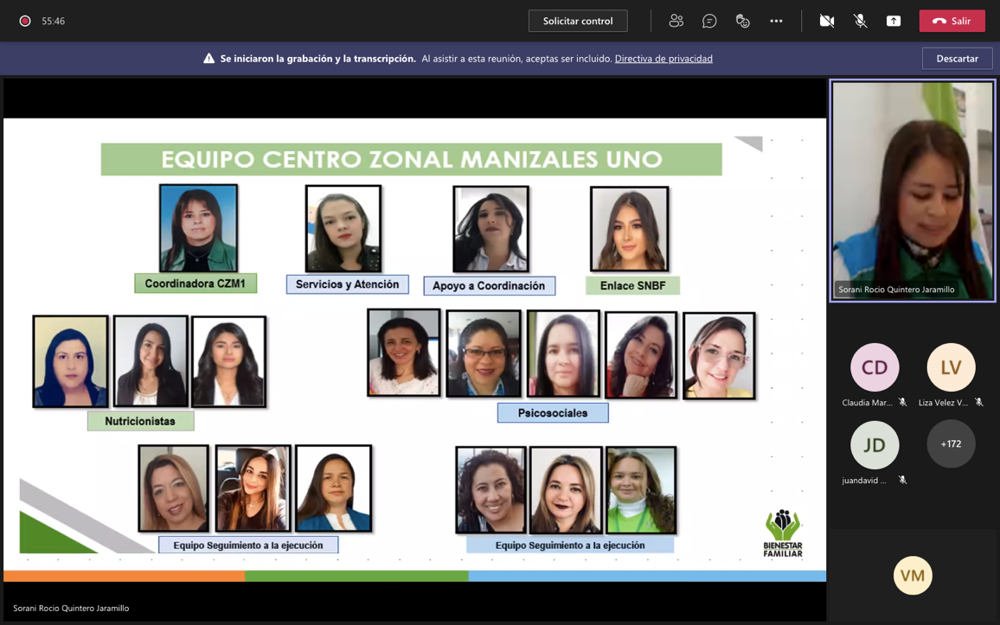 55:46
Solicitar control
Salir
Se iniciaron la grabación y la transcripción. Al asistir a esta reunión, aceptas ser incluido. Directiva de privacidad
Descartar
EQUIPO CENTRO ZONAL MANIZALES UNO
Coordinadora CZM1
Servicios y Atención
Apoyo a Coordinación
Enlace SNBF
Nutricionistas
Psicosociales
Equipo Seguimiento a la ejecución
Equipo Seguimiento a la ejecución
BIENESTAR
FAMILIAR
Sorani Rocio Quintero Jaramillo
Sorani Rocio Quintero Jaramillo
CD
LV
Claudia Mar...
Liza Velez V...
JD
+172
juandavid ...
VM